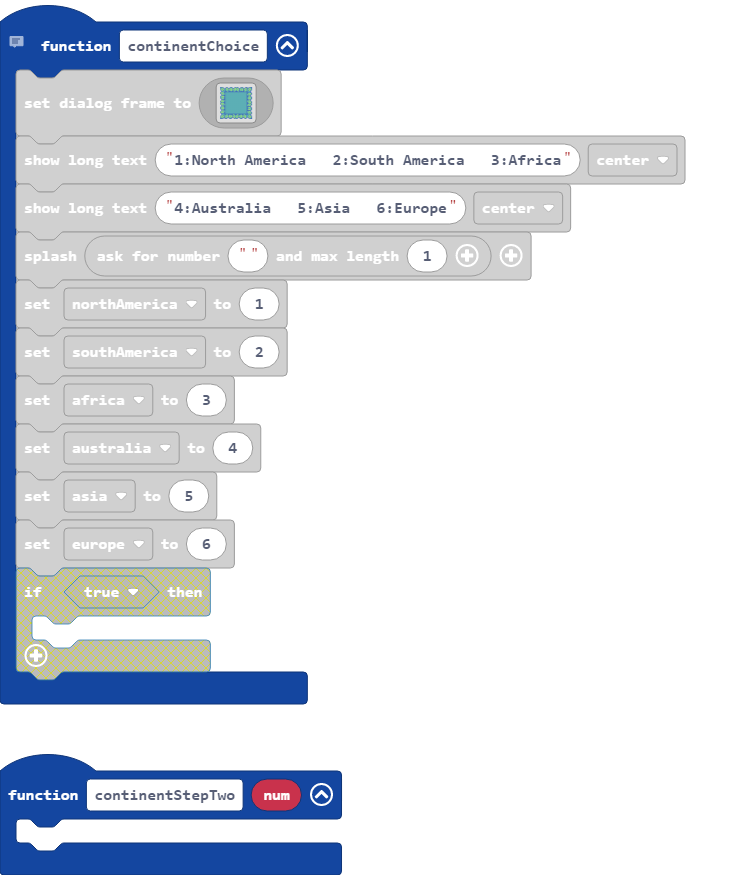 function continentChoice
set dialog frame to
show long text "1:North America 2:South America 3:Africa" center
show long text "4:Australia 5:Asia 6:Europe" center
splash ask for number " " and max length 1
set northAmerica to 1
set southAmerica to 2
set africa to 3
set australia to 4
set asia to 5
set europe to 6
if true then
function continentStepTwo num